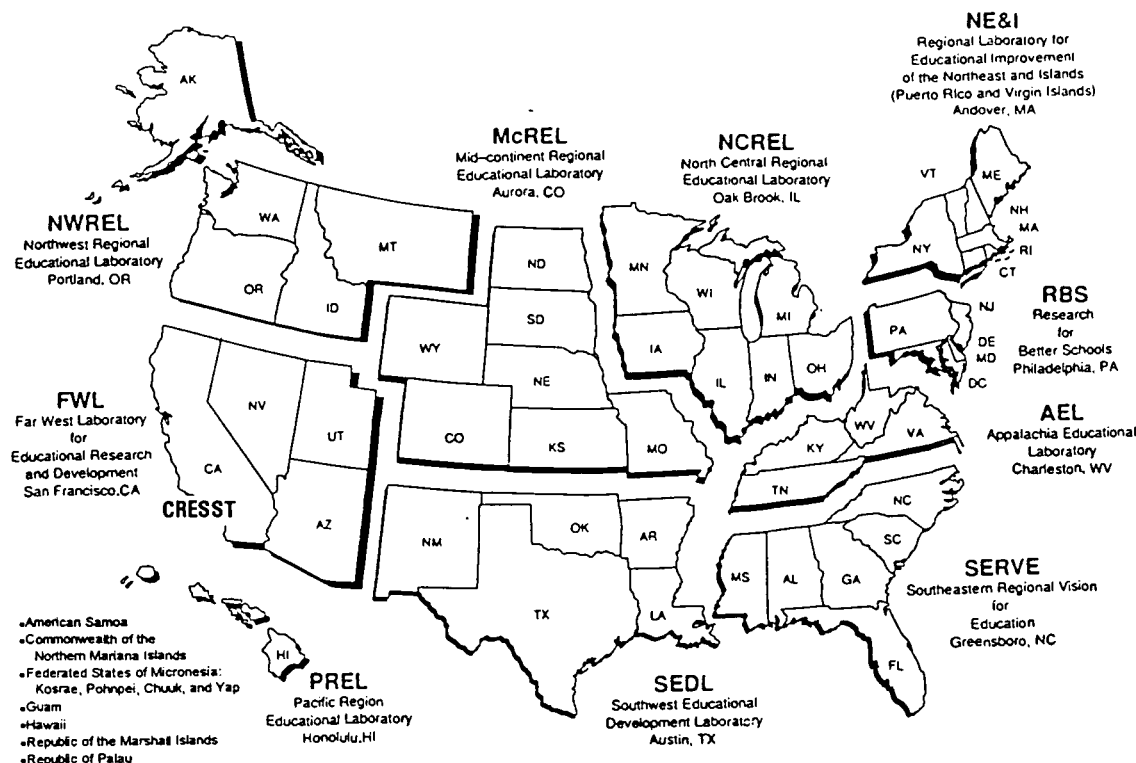 NE&I
Regional Laboratory for
Educational Improvement
of the Northeast and Islands
(Puerto Rico and Virgin Islands)
Andover, MA
McREL
Mid-continent Regional
Educational Laboratory
Aurora, CO
NCREL
North Central Regional
Educational Laboratory
Oak Brook, IL
NWREL
Northwest Regional
Educational Laboratory
Portland, OR
RBS
Research
for
Better Schools
Philadelphia, PA
FWL
Far West Laboratory
for
Educational Research
and Development
San Francisco,CA
CRESST
AEL
Appalachia Educational
Laboratory
Charleston, WV
SERVE
Southeastern Regional Vision
for
Education
Greensboro, NC
PREL
Pacific Region
Educational Laboratory
Honolulu,HI
SEDL
Southwest Educational
Development Laboratory
Austin, TX
•American Samoa
•Commonwealth of the
Northern Mariana Islands
•Federated States of Micronesia:
Kosrae, Pohnpei, Chuuk, and Yap
•Guam
•Hawaii
•Republic of the Marshall Islands
•Republic of Palau
AK
WA
MT
OR
ID
ND
SD
WY
NE
MN
WI
MI
IA
IL
IN
OH
VT
ME
NH
MA
NY
RI
CT
NJ
PA
DE
MD
DC
NV
UT
CA
AZ
CO
KS
MO
KY
WV
VA
TN
NC
SC
NM
OK
AR
TX
LA
MS
AL
GA
FL
HI